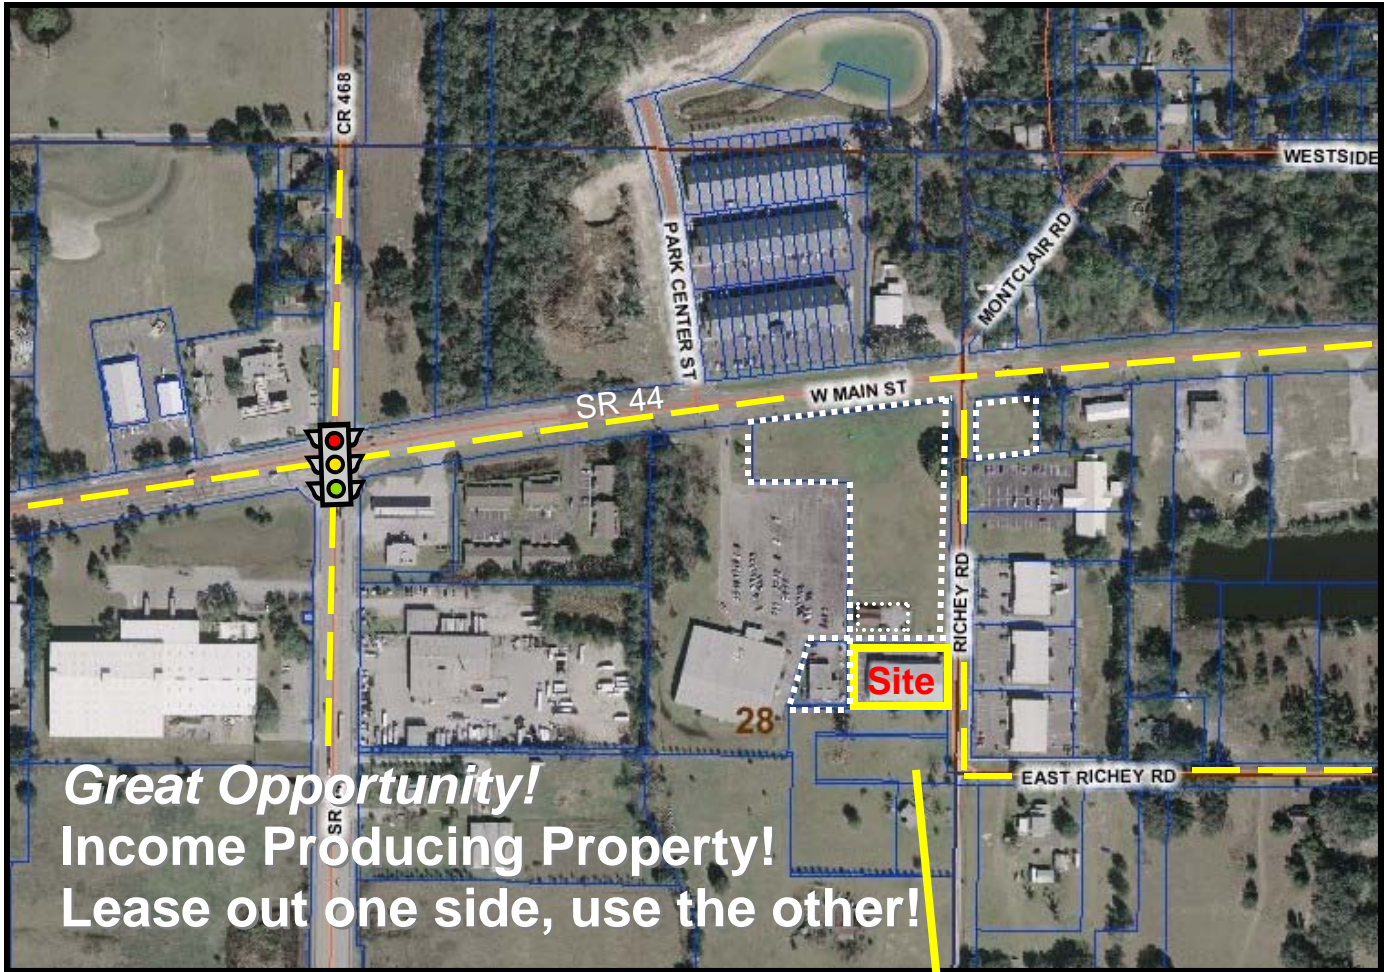 CR 468
WESTSIDE
PARK CENTER ST
MONTCLAIR RD
W MAIN ST
SR 44
RICHEY RD
Site
28
EAST RICHEY RD
SR
Great Opportunity!
Income Producing Property!
Lease out one side, use the other!